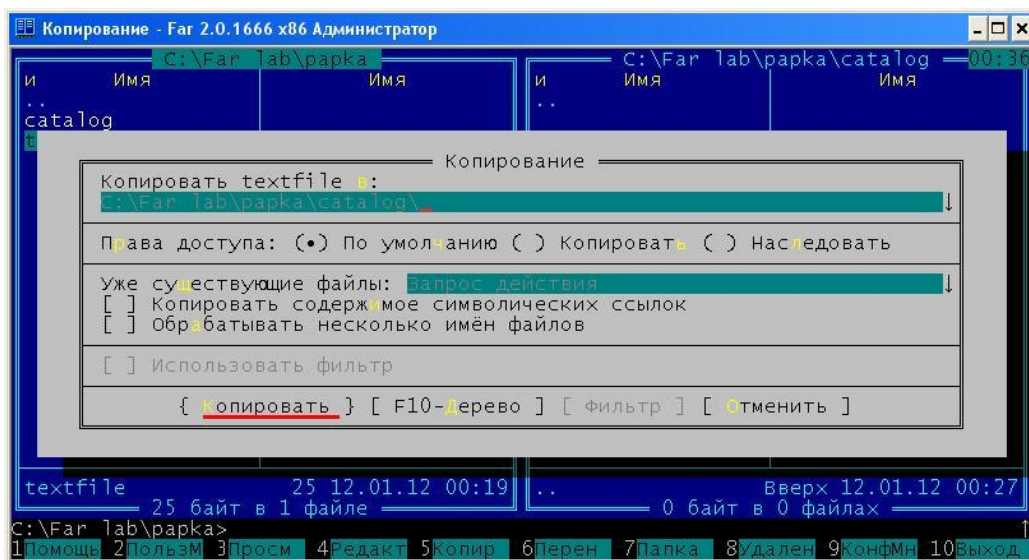 Копирование - Far 2.0.1666 x86 Администратор
C:\Far lab\papka C:\Far lab\papka\catalog 00:36
и Имя Имя и Имя Имя
.. ..
catalog
t
Копирование
Копировать textfile в:
C:\Far lab\papka\catalog\
Права доступа: (•) По умолчанию ( ) Копировать ( ) Наследовать
Уже существующие файлы: Запрос действия
[ ] Копировать содержимое символических ссылок
[ ] Обрабатывать несколько имён файлов
[ ] Использовать фильтр
{ Копировать } [ F10-Дерево ] [ Фильтр ] [ Отменить ]
textfile 25 12.01.12 00:19 .. Вверх 12.01.12 00:27
25 байт в 1 файле 0 байт в 0 файлах
C:\Far lab\papka>
1Помощь 2ПользМ 3Просм 4Редакт 5Копир 6Перен 7Папка 8Удален 9КонфМн 10Выход